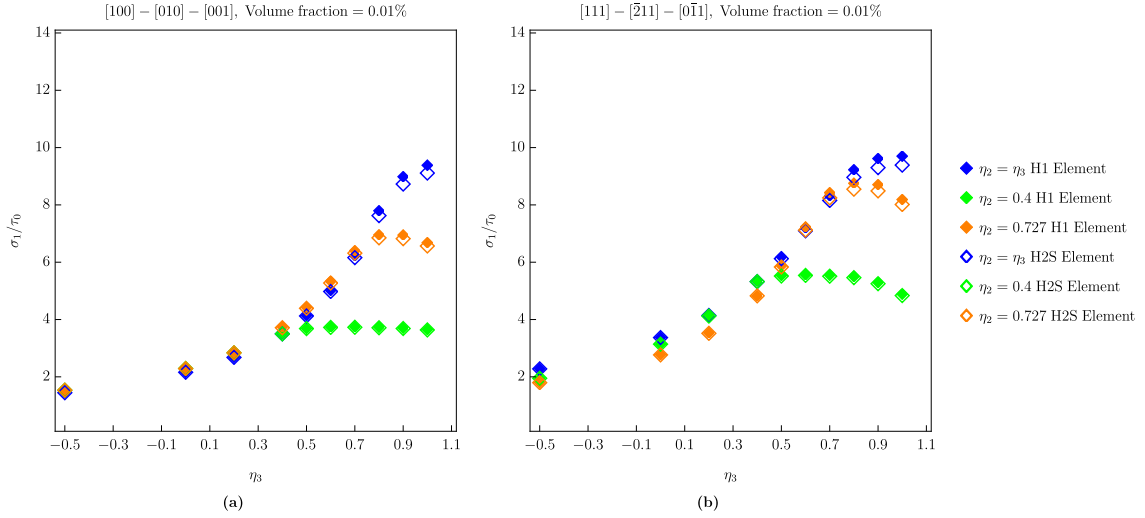 [100] − [010] − [001], Volume fraction = 0.01%
14
12
10
8
6
4
2
σ₁/τ₀
−0.5 −0.3 −0.1 0.1 0.3 0.5 0.7 0.9 1.1
η₃
(a)
[111] − [2̅11] − [01̅1], Volume fraction = 0.01%
14
12
10
8
6
4
2
σ₁/τ₀
−0.5 −0.3 −0.1 0.1 0.3 0.5 0.7 0.9 1.1
η₃
(b)
η₂ = η₃ H1 Element
η₂ = 0.4 H1 Element
η₂ = 0.727 H1 Element
η₂ = η₃ H2S Element
η₂ = 0.4 H2S Element
η₂ = 0.727 H2S Element